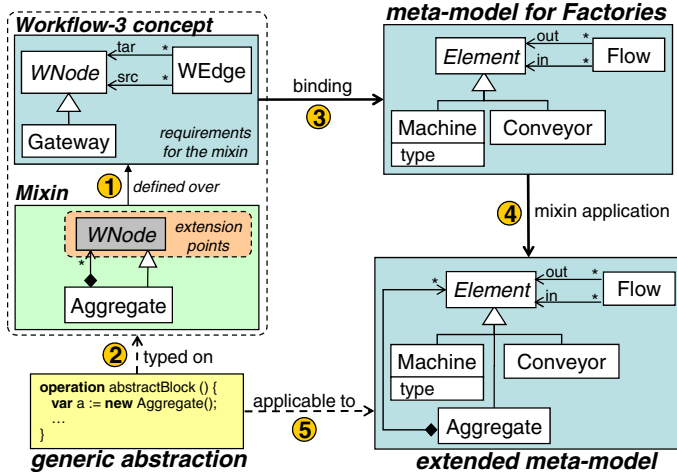 Workflow-3 concept
WNode
tar
*
src
*
WEdge
Gateway
requirements
for the mixin
binding
3
meta-model for Factories
Element
out
*
in
*
Flow
Machine
type
Conveyor
1
defined over
Mixin
WNode
extension
points
*
Aggregate
4
mixin application
2
typed on
operation abstractBlock () {
var a := new Aggregate();
…
}
generic abstraction
applicable to
5
*
Element
out
*
in
*
Flow
Machine
type
Conveyor
Aggregate
extended meta-model